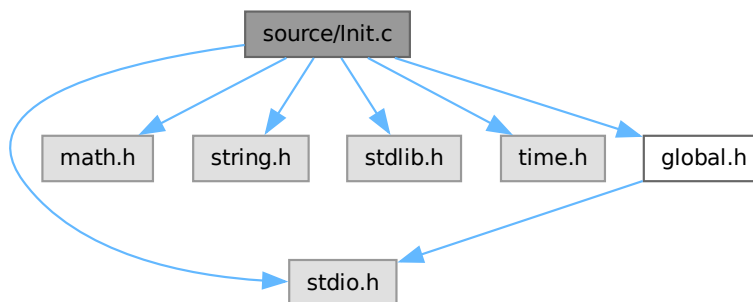 source/Init.c
math.h
string.h
stdlib.h
time.h
global.h
stdio.h